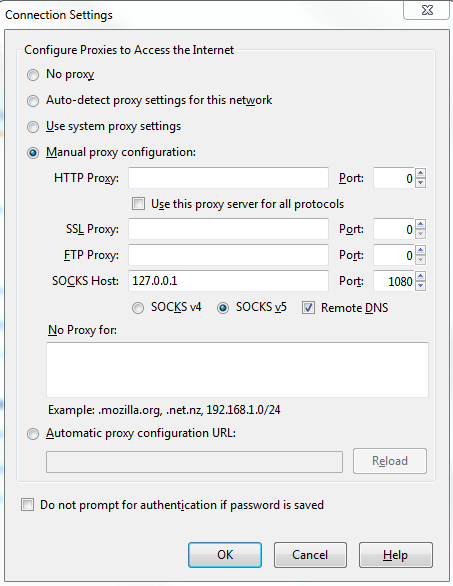 Connection Settings
Configure Proxies to Access the Internet
No proxy
Auto-detect proxy settings for this network
Use system proxy settings
Manual proxy configuration:
HTTP Proxy: Port: 0
Use this proxy server for all protocols
SSL Proxy: Port: 0
FTP Proxy: Port: 0
SOCKS Host: 127.0.0.1 Port: 1080
SOCKS v4 SOCKS v5 Remote DNS
No Proxy for:
Example: .mozilla.org, .net.nz, 192.168.1.0/24
Automatic proxy configuration URL:
Reload
Do not prompt for authentication if password is saved
OK Cancel Help